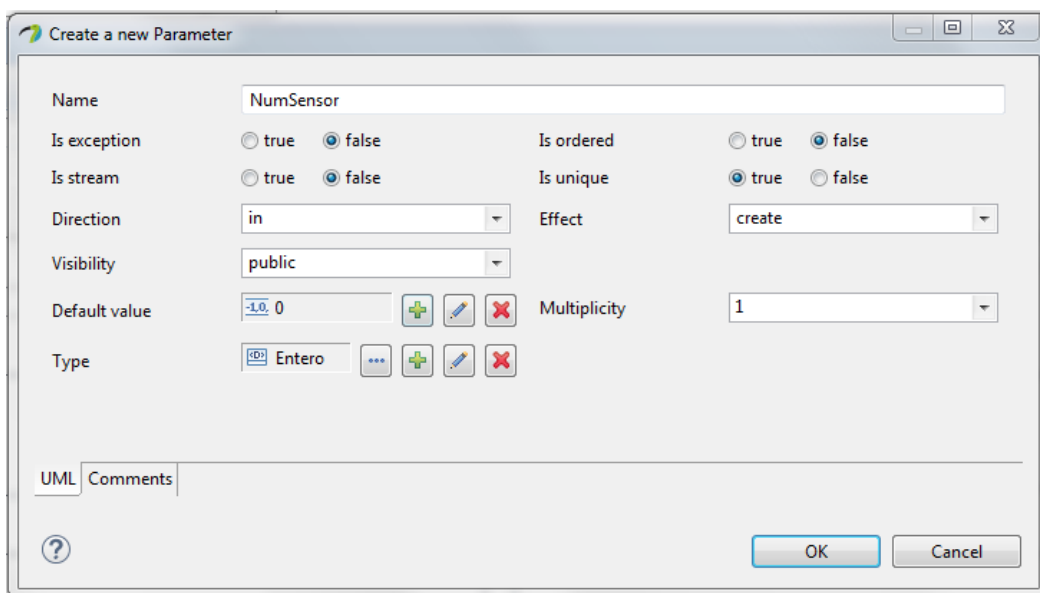 Create a new Parameter
Name NumSensor
Is exception true false Is ordered true false
Is stream true false Is unique true false
Direction in Effect create
Visibility public
Default value -1,0, 0 Multiplicity 1
Type <D> Entero ...
UML Comments
? OK Cancel